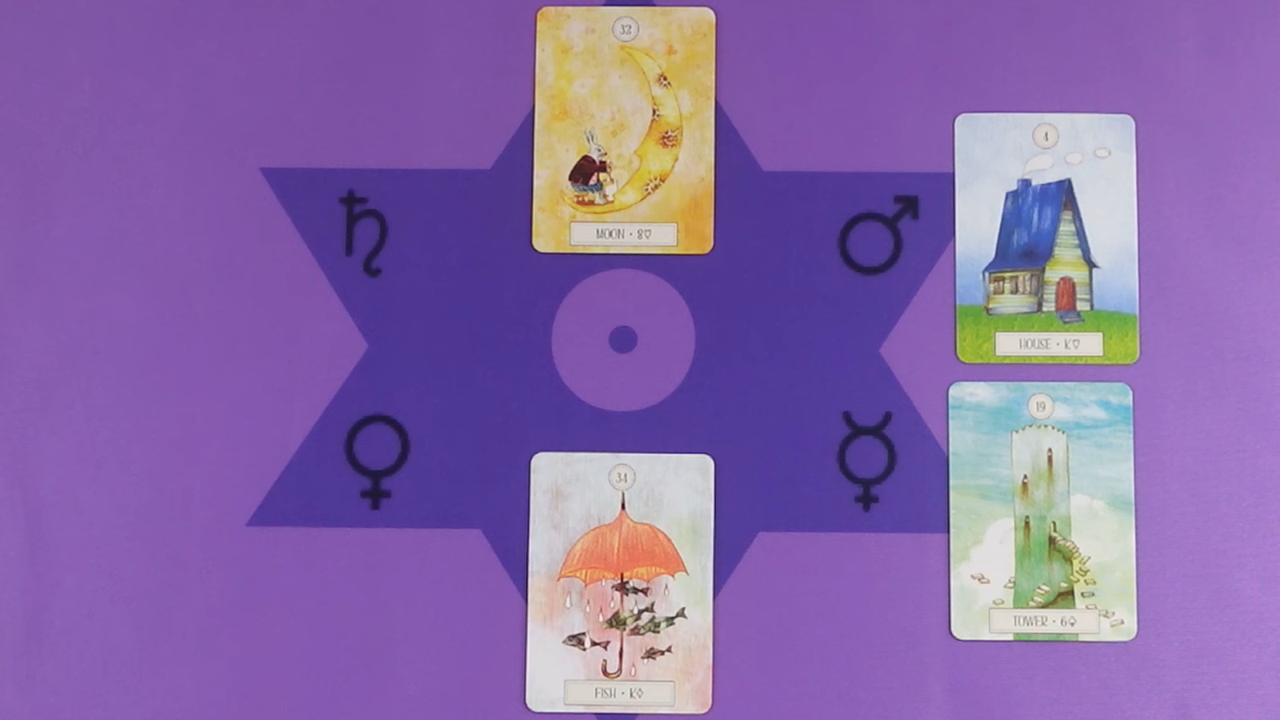 32
MOON • 8♡
4
HOUSE • K♡
19
TOWER • 6♤
34
FISH • K♢
♄
♂
♀
☿